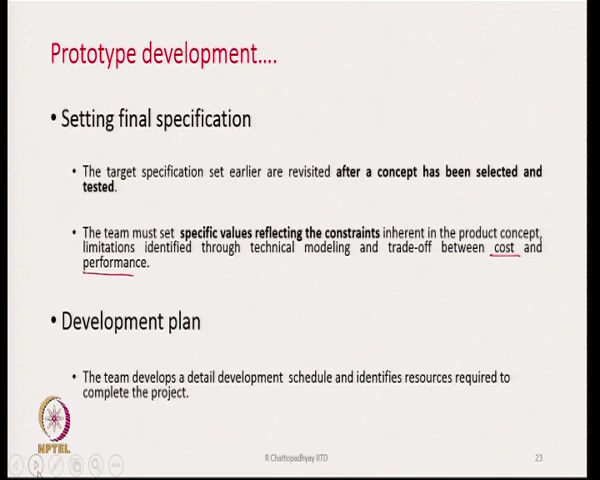 Prototype development....
• Setting final specification
• The target specification set earlier are revisited after a concept has been selected and
tested.
• The team must set specific values reflecting the constraints inherent in the product concept,
limitations identified through technical modeling and trade-off between cost and
performance.
• Development plan
• The team develops a detail development schedule and identifies resources required to
complete the project.
NPTEL
R Chattopadhyay IITD
23